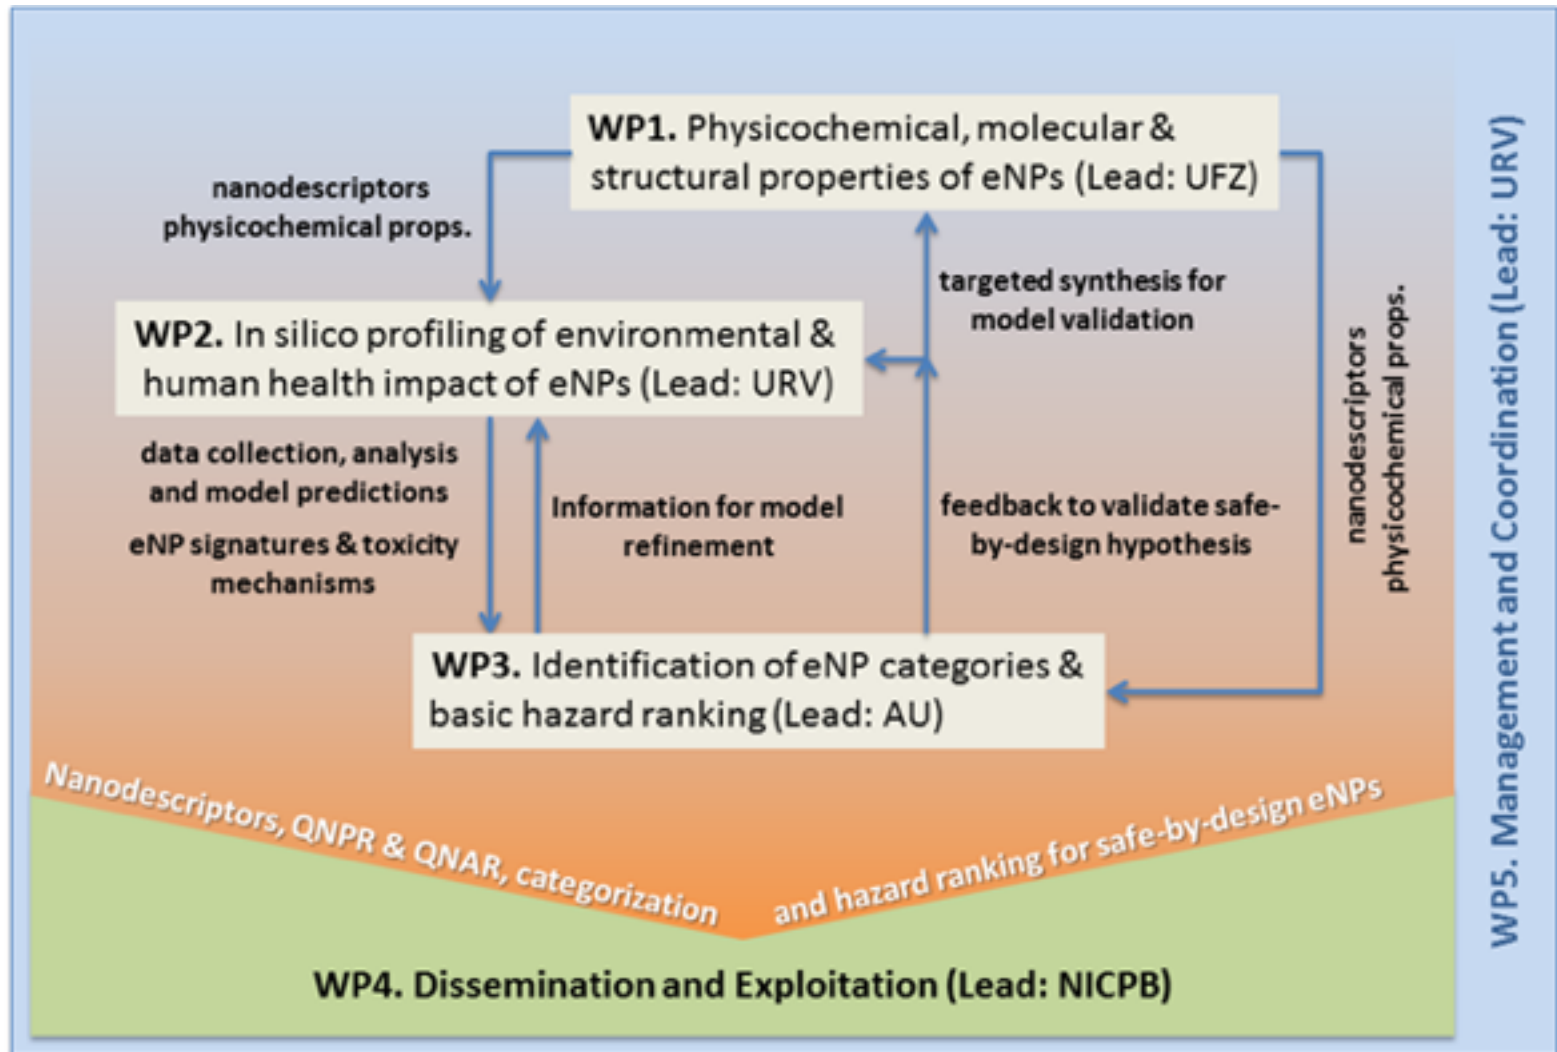 WP1. Physicochemical, molecular &
structural properties of eNPs (Lead: UFZ)
nanodescriptors
physicochemical props.
targeted synthesis for
model validation
WP2. In silico profiling of environmental &
human health impact of eNPs (Lead: URV)
nanodescriptors
physicochemical props.
data collection, analysis
and model predictions
eNP signatures & toxicity
mechanisms
Information for model
refinement
feedback to validate safe-
by-design hypothesis
WP3. Identification of eNP categories &
basic hazard ranking (Lead: AU)
Nanodescriptors, QNPR & QNAR, categorization
and hazard ranking for safe-by-design eNPs
WP4. Dissemination and Exploitation (Lead: NICPB)
WP5. Management and Coordination (Lead: URV)